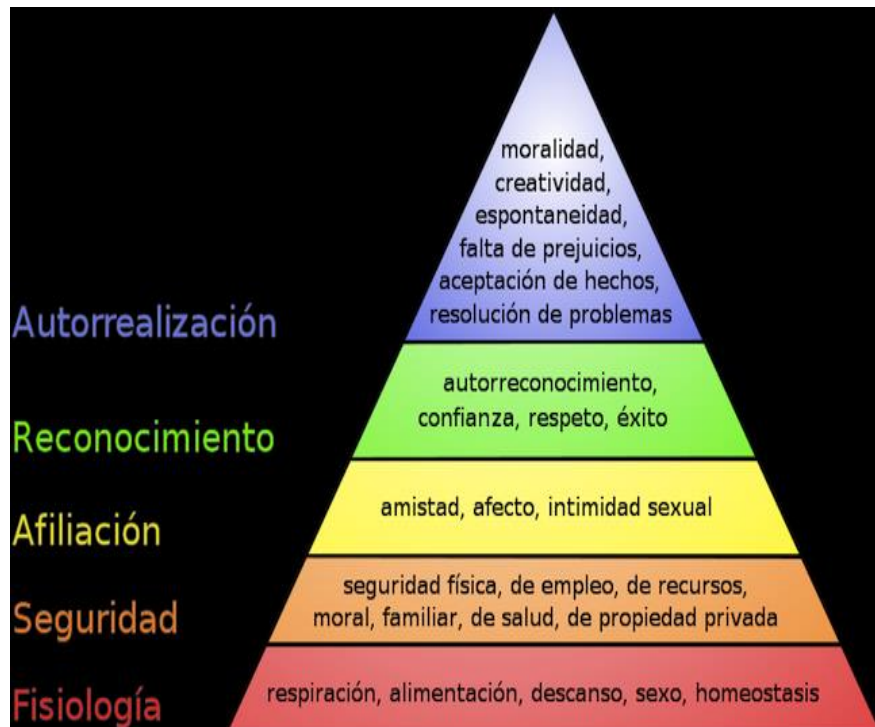 moralidad,
creatividad,
espontaneidad,
falta de prejuicios,
aceptación de hechos,
resolución de problemas
Autorrealización
autorreconocimiento,
confianza, respeto, éxito
Reconocimiento
amistad, afecto, intimidad sexual
Afiliación
seguridad física, de empleo, de recursos,
moral, familiar, de salud, de propiedad privada
Seguridad
respiración, alimentación, descanso, sexo, homeostasis
Fisiología